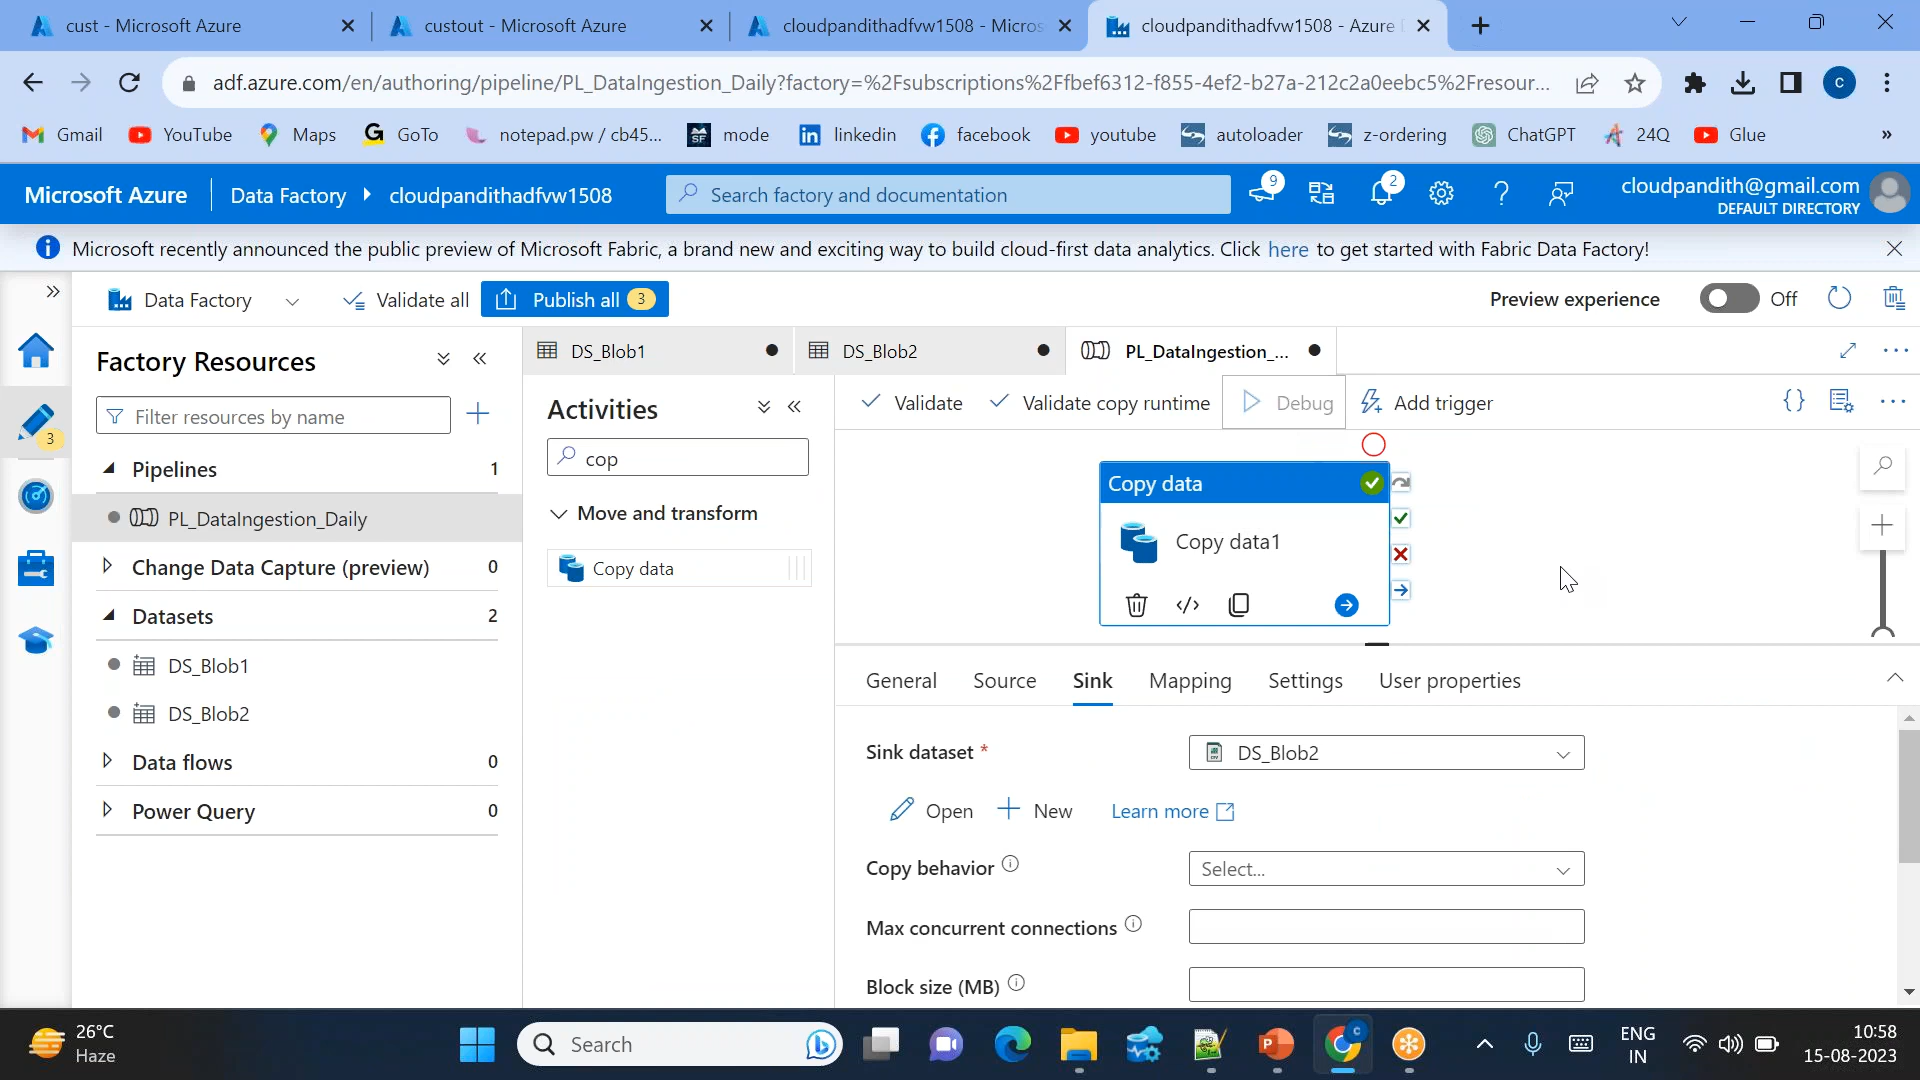 cust - Microsoft Azure
custout - Microsoft Azure
cloudpandithadfvw1508 - Micros
cloudpandithadfvw1508 - Azure
adf.azure.com/en/authoring/pipeline/PL_DataIngestion_Daily?factory=%2Fsubscriptions%2Ffbef6312-f855-4ef2-b27a-212c2a0eebc5%2Fresour...
C
Gmail
YouTube
Maps
GoTo
notepad.pw / cb45...
mode
linkedin
facebook
youtube
autoloader
z-ordering
ChatGPT
24Q
Glue
»
Microsoft Azure
Data Factory
cloudpandithadfvw1508
Search factory and documentation
9
2
cloudpandith@gmail.com
DEFAULT DIRECTORY
Microsoft recently announced the public preview of Microsoft Fabric, a brand new and exciting way to build cloud-first data analytics. Click here to get started with Fabric Data Factory!
Data Factory
Validate all
Publish all 3
Preview experience
Off
3
Factory Resources
Filter resources by name
Pipelines 1
PL_DataIngestion_Daily
Change Data Capture (preview) 0
Datasets 2
DS_Blob1
DS_Blob2
Data flows 0
Power Query 0
DS_Blob1
DS_Blob2
PL_DataIngestion_...
Activities
cop
Move and transform
Copy data
Validate
Validate copy runtime
Debug
Add trigger
Copy data
Copy data1
General
Source
Sink
Mapping
Settings
User properties
Sink dataset *
DS_Blob2
Open
New
Learn more
Copy behavior
Select...
Max concurrent connections
Block size (MB)
26°C
Haze
Search
ENG
IN
10:58
15-08-2023